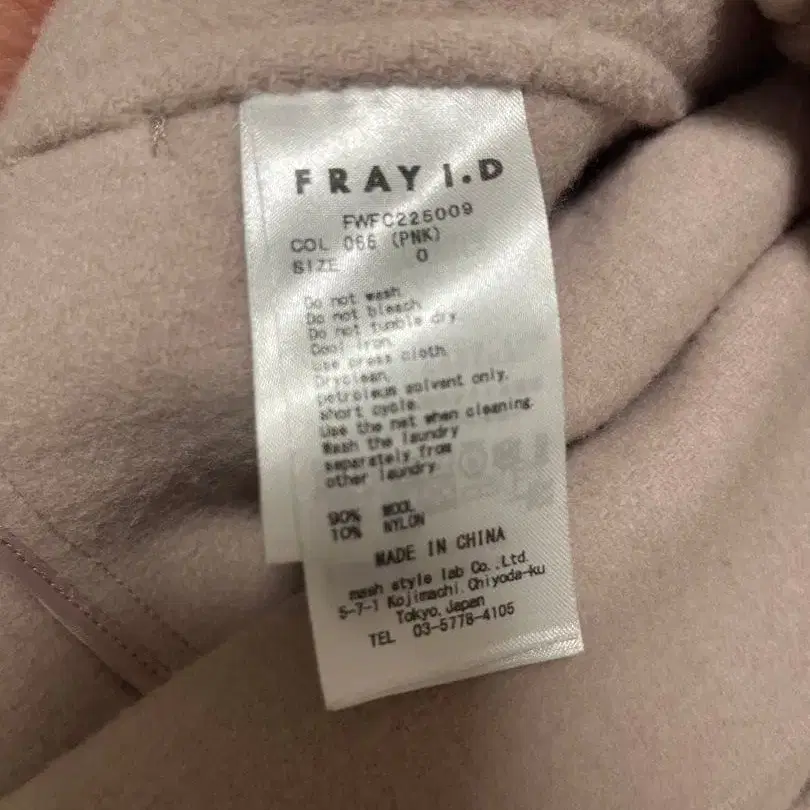 FRAY I.D
FWFC225009
COL 066 (PNK)
SIZE 0
Do not wash.
Do not bleach.
Do not tumble dry.
Cool iron.
use press cloth.
Dryclean.
petroleum solvent only.
short cycle.
Use the net when cleaning.
Wash the laundry
separately from
other laundry.
90% WOOL
10% NYLON
MADE IN CHINA
mash style lab Co.,Ltd.
5-7-1 Kojimachi.Chiyoda-ku
Tokyo.Japan
TEL 03-5778-4105